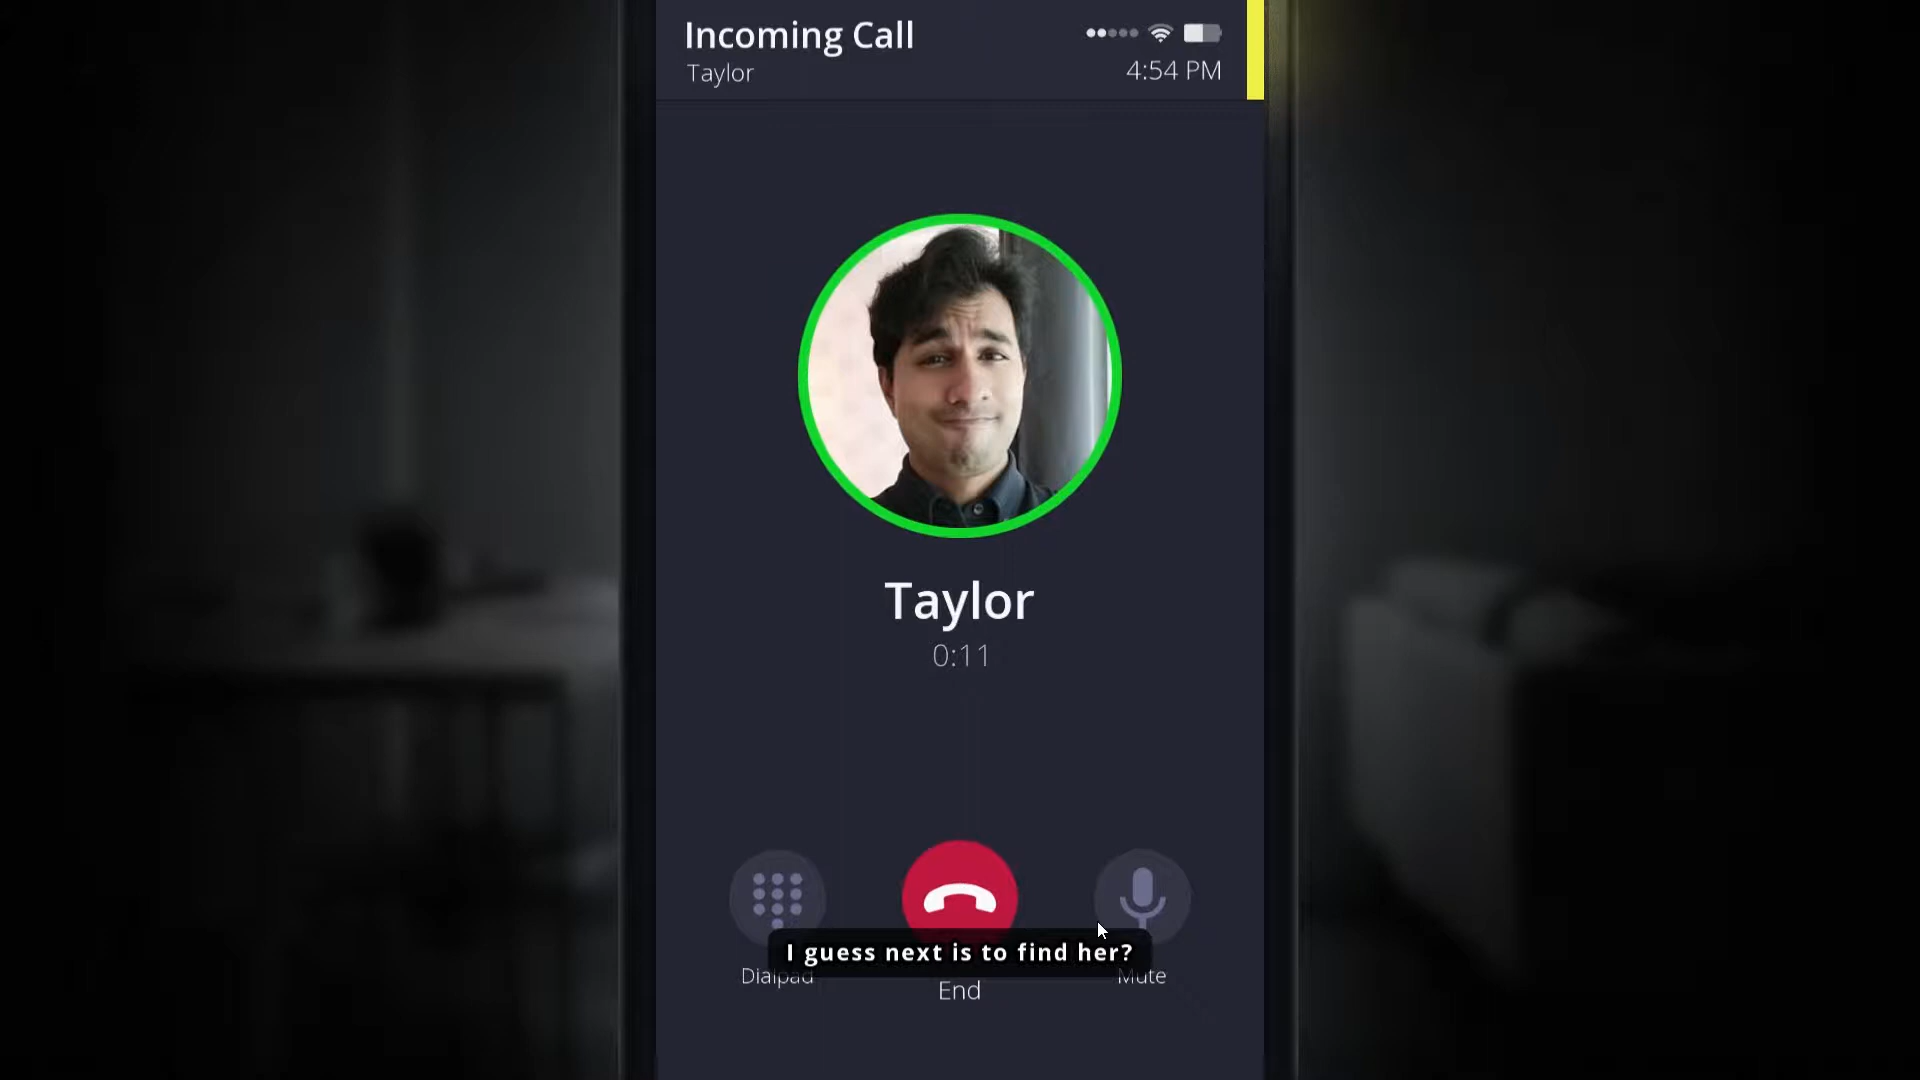 Incoming Call
Taylor
4:54 PM
Taylor
0:11
I guess next is to find her?
Dialpad
End
Mute